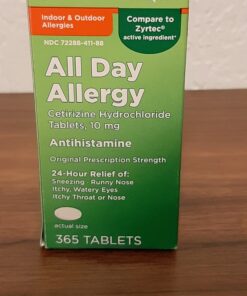 Indoor & Outdoor
Allergies
Compare to
Zyrtec®
active ingredient*
NDC 72288-411-88
All Day
Allergy
Cetirizine Hydrochloride
Tablets, 10 mg
Antihistamine
Original Prescription Strength
24-Hour Relief of:
Sneezing · Runny Nose
Itchy, Watery Eyes
Itchy Throat or Nose
actual size
365 TABLETS